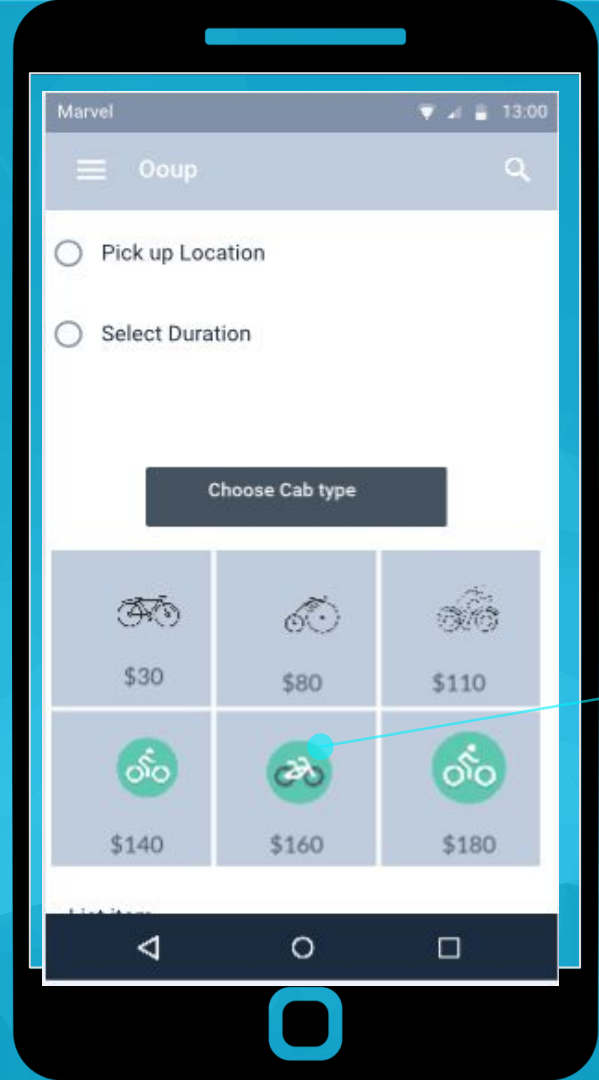 Marvel 13:00
Ooup
Pick up Location
Select Duration
Choose Cab type
$30 $80 $110
$140 $160 $180